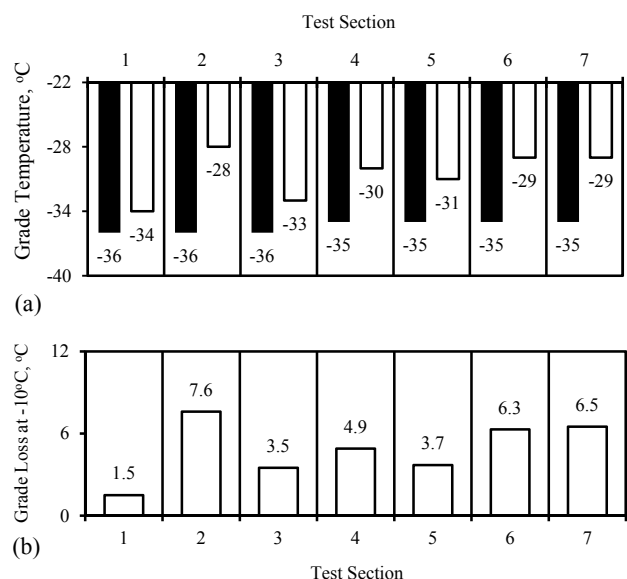 Test Section
(a)
1 2 3 4 5 6 7
Grade Temperature, °C
-22
-28
-34
-40
-36 -34 -36 -28 -36 -33 -35 -30 -35 -31 -35 -29 -35 -29
(a)
Grade Loss at -10°C, °C
12
6
0
1.5 7.6 3.5 4.9 3.7 6.3 6.5
1 2 3 4 5 6 7
(b)
Test Section